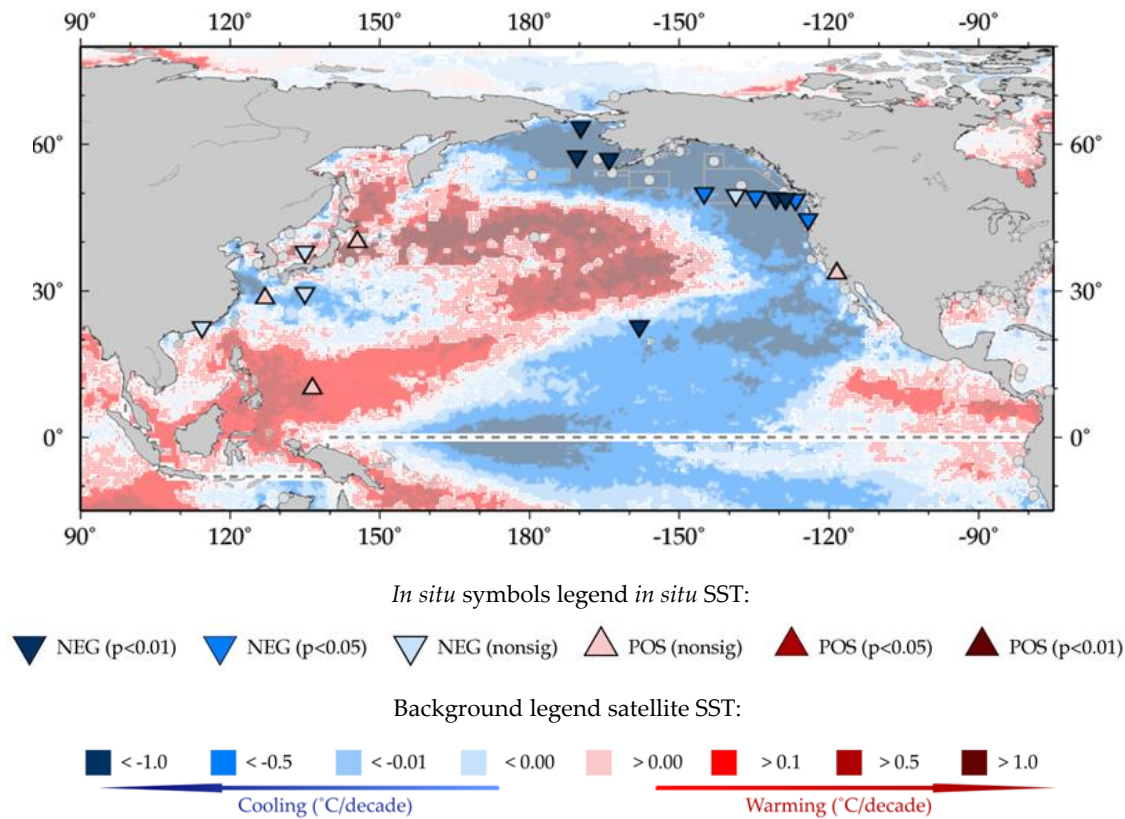 90° 120° 150° 180° -150° -120° -90°
60° 60°
30° 30°
0° 0°
90° 120° 150° 180° -150° -120° -90°
In situ symbols legend in situ SST:
NEG (p<0.01) NEG (p<0.05) NEG (nonsig) POS (nonsig) POS (p<0.05) POS (p<0.01)
Background legend satellite SST:
< -1.0 < -0.5 < -0.01 < 0.00 > 0.00 > 0.1 > 0.5 > 1.0
Cooling (°C/decade) Warming (°C/decade)